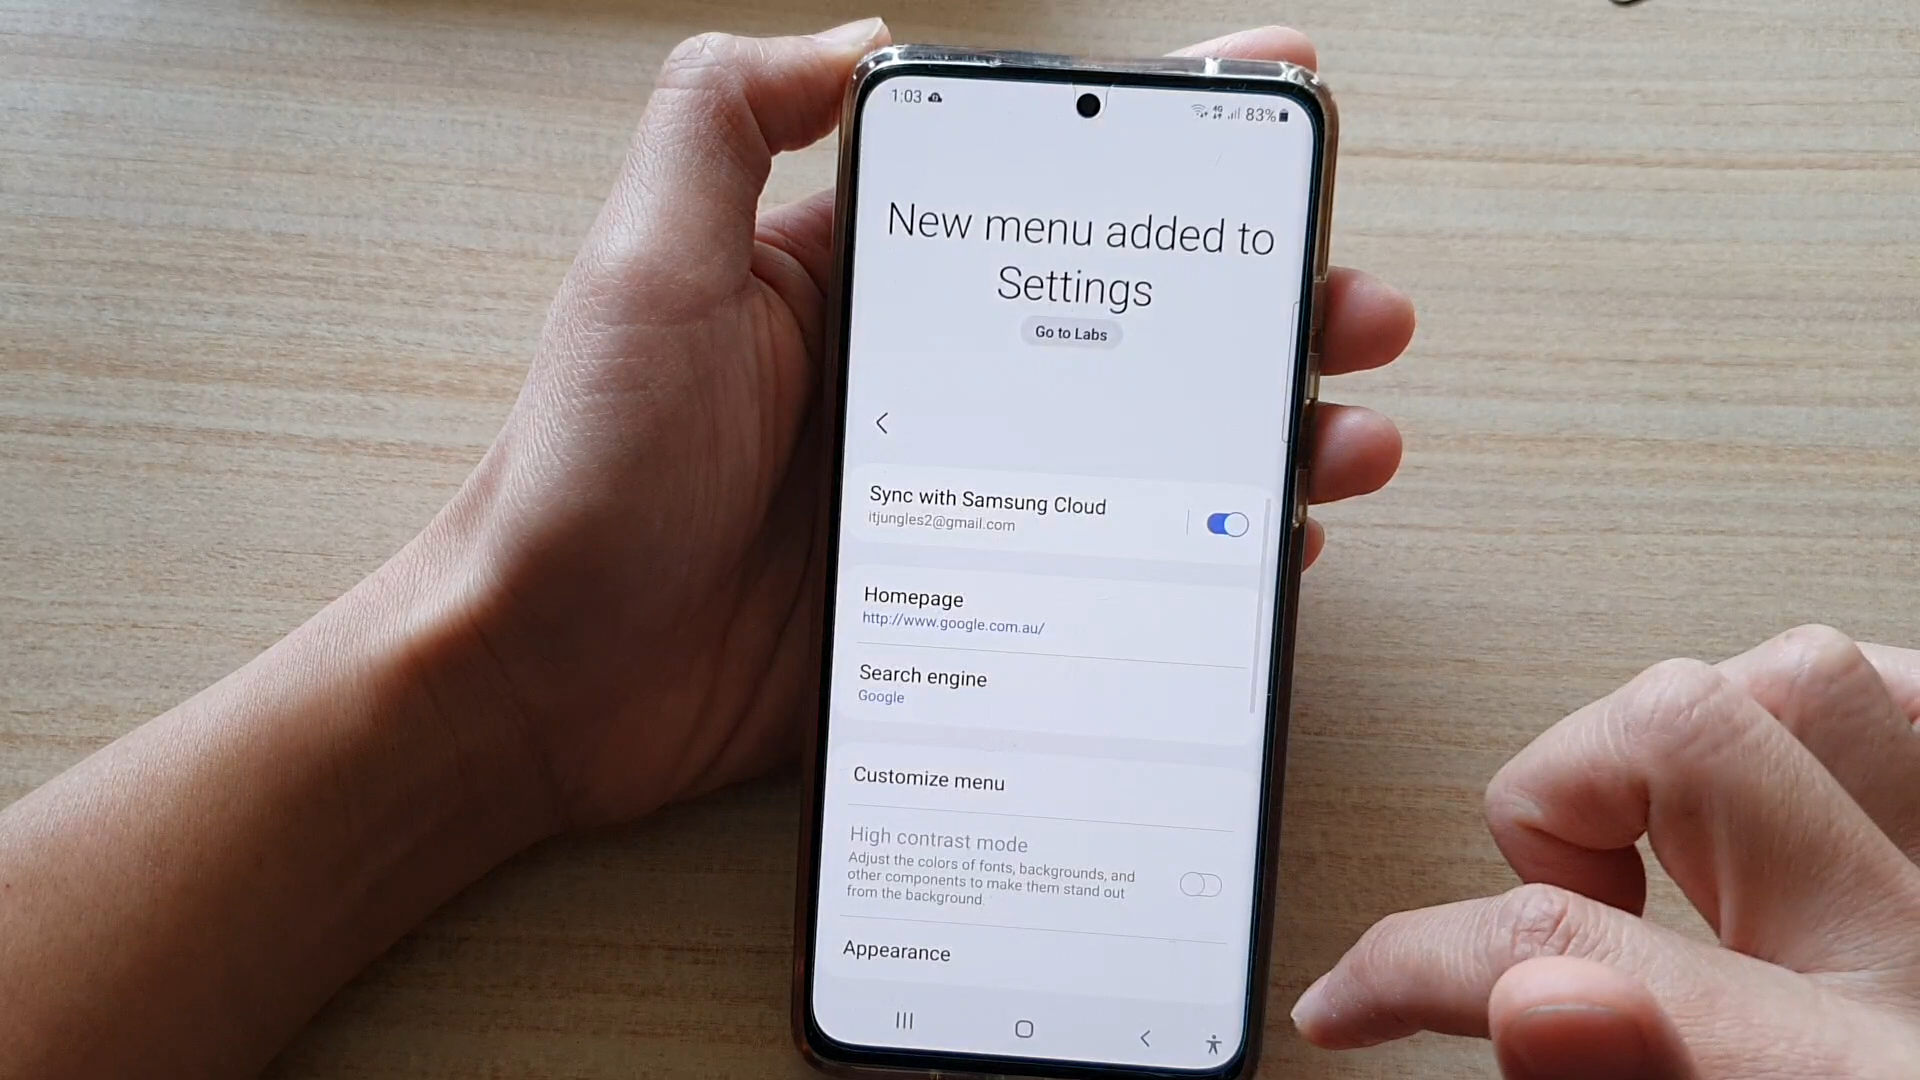 1:03
4G 83%
New menu added to
Settings
Go to Labs
Sync with Samsung Cloud
itjungles2@gmail.com
Homepage
http://www.google.com.au/
Search engine
Google
Customize menu
High contrast mode
Adjust the colors of fonts, backgrounds, and
other components to make them stand out
from the background.
Appearance